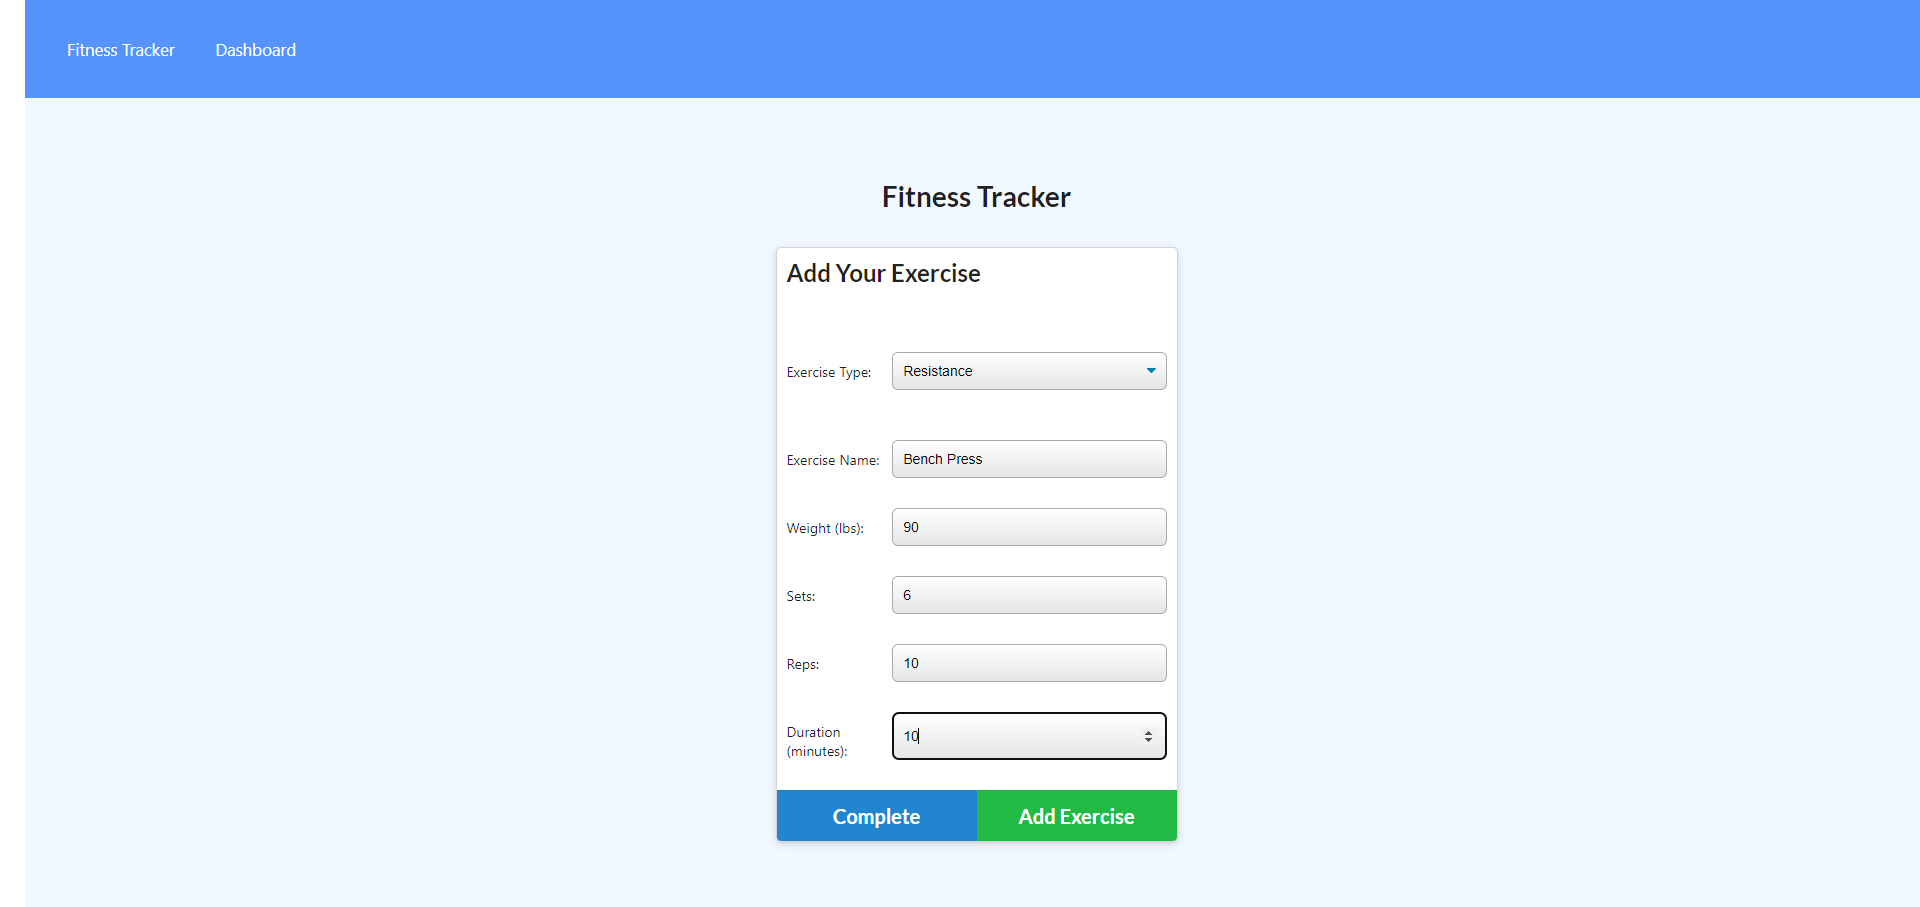 Fitness Tracker Dashboard
Fitness Tracker
Add Your Exercise
Exercise Type: Resistance
Exercise Name: Bench Press
Weight (lbs): 90
Sets: 6
Reps: 10
Duration
(minutes): 10
Complete Add Exercise